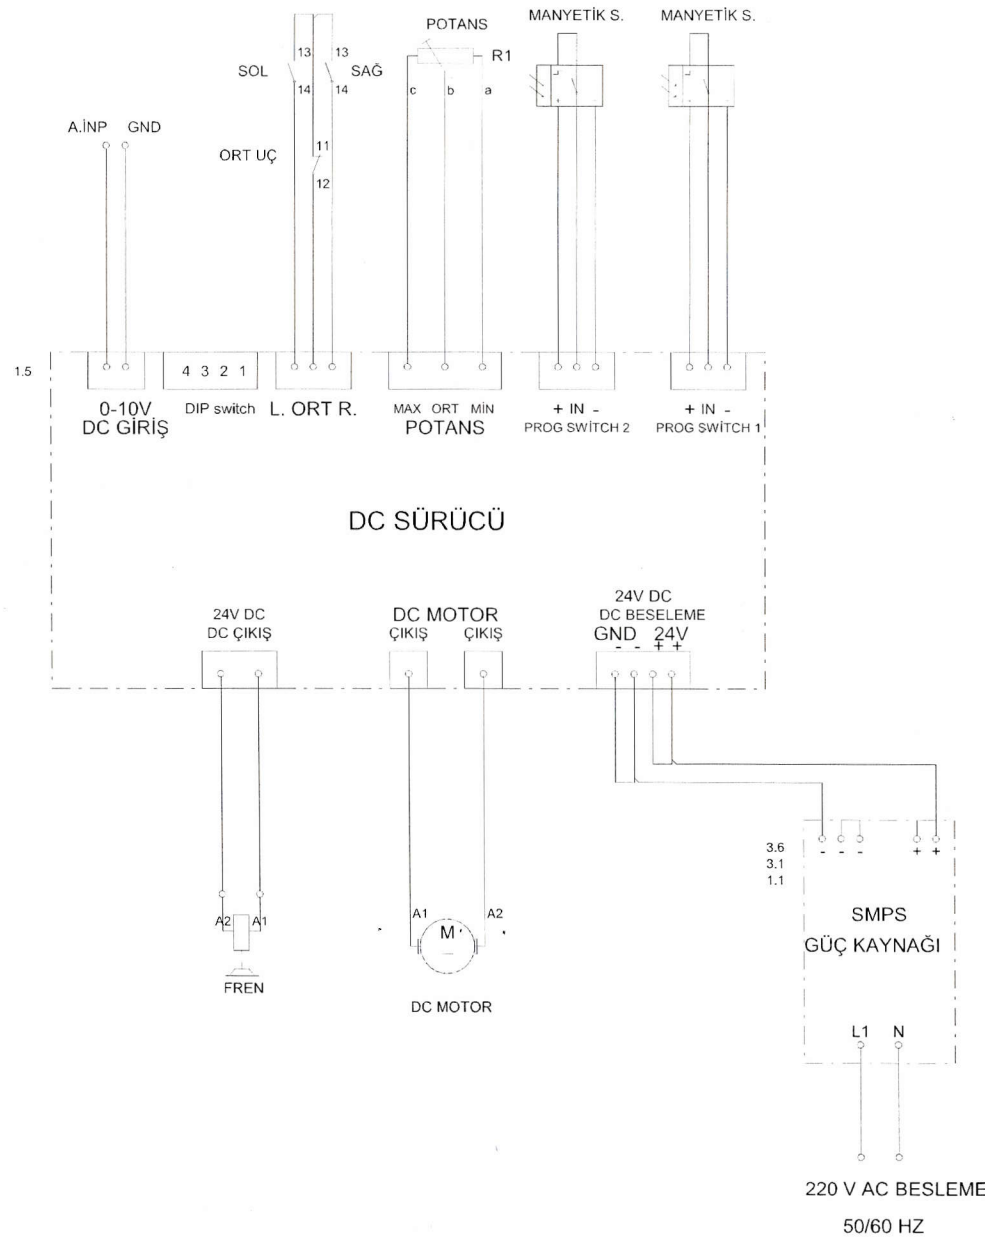 MANYETİK S. MANYETİK S.
POTANS
13 13 R1
SOL SAĞ
14 14 c b a
A.İNP GND
11
ORT UÇ
12
1.5
4 3 2 1
0-10V DIP switch L. ORT R. MAX ORT MİN + IN - + IN -
DC GİRİŞ POTANS PROG SWİTCH 2 PROG SWİTCH 1
DC SÜRÜCÜ
24V DC
24V DC DC MOTOR DC BESELEME
DC ÇIKIŞ ÇIKIŞ ÇIKIŞ GND 24V
- - + +
3.6 - - - + +
3.1
1.1
A2 A1 A1 A2
M
SMPS
GÜÇ KAYNAĞI
FREN
DC MOTOR
L1 N
220 V AC BESLEME
50/60 HZ